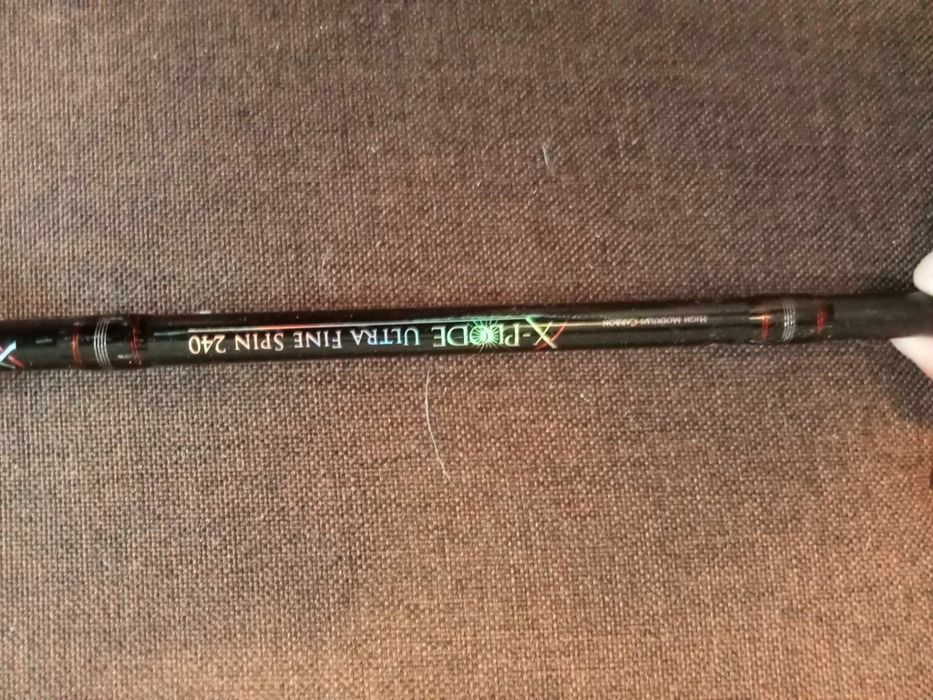 High Modulus Carbon
X-PLODE ULTRA FINE SPIN 240
X